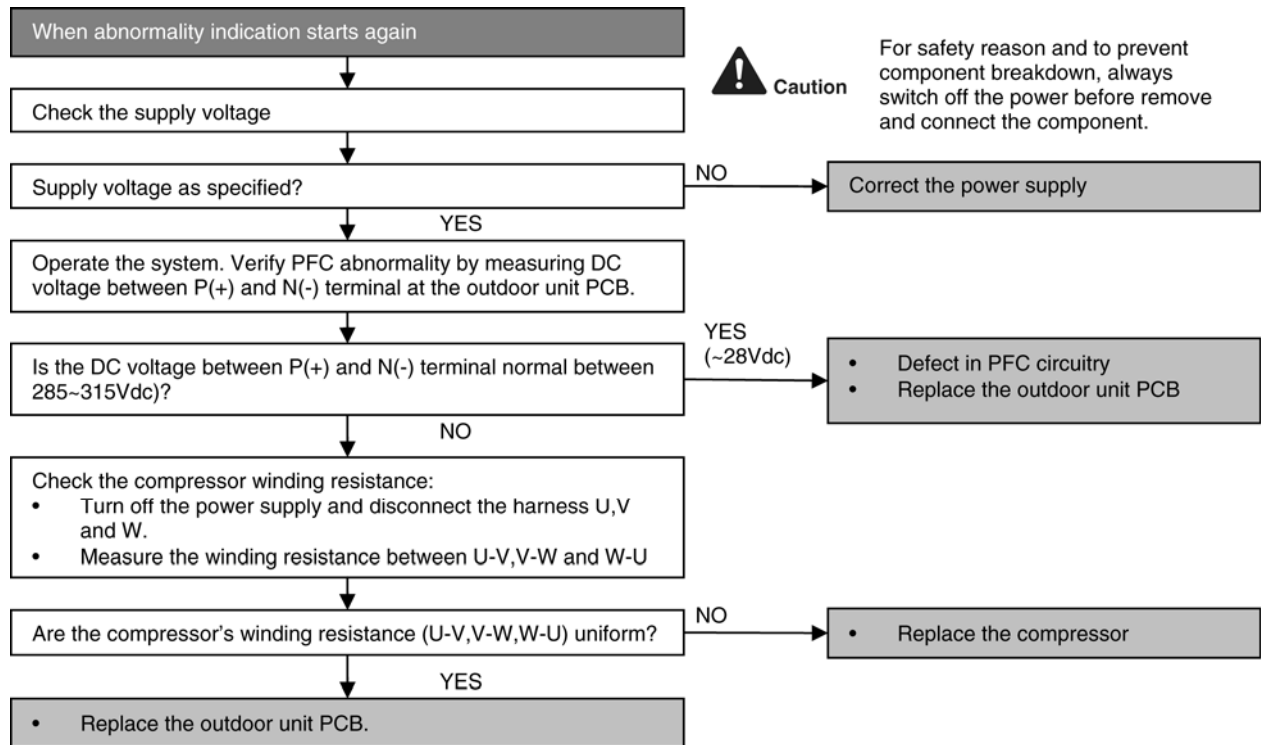 When abnormality indication starts again
Caution
For safety reason and to prevent
component breakdown, always
switch off the power before remove
and connect the component.
Check the supply voltage
Supply voltage as specified?
NO
Correct the power supply
YES
Operate the system. Verify PFC abnormality by measuring DC
voltage between P(+) and N(-) terminal at the outdoor unit PCB.
Is the DC voltage between P(+) and N(-) terminal normal between
285~315Vdc)?
YES
(~28Vdc)
• Defect in PFC circuitry
• Replace the outdoor unit PCB
NO
Check the compressor winding resistance:
• Turn off the power supply and disconnect the harness U,V
and W.
• Measure the winding resistance between U-V,V-W and W-U
Are the compressor's winding resistance (U-V,V-W,W-U) uniform?
NO
• Replace the compressor
YES
• Replace the outdoor unit PCB.